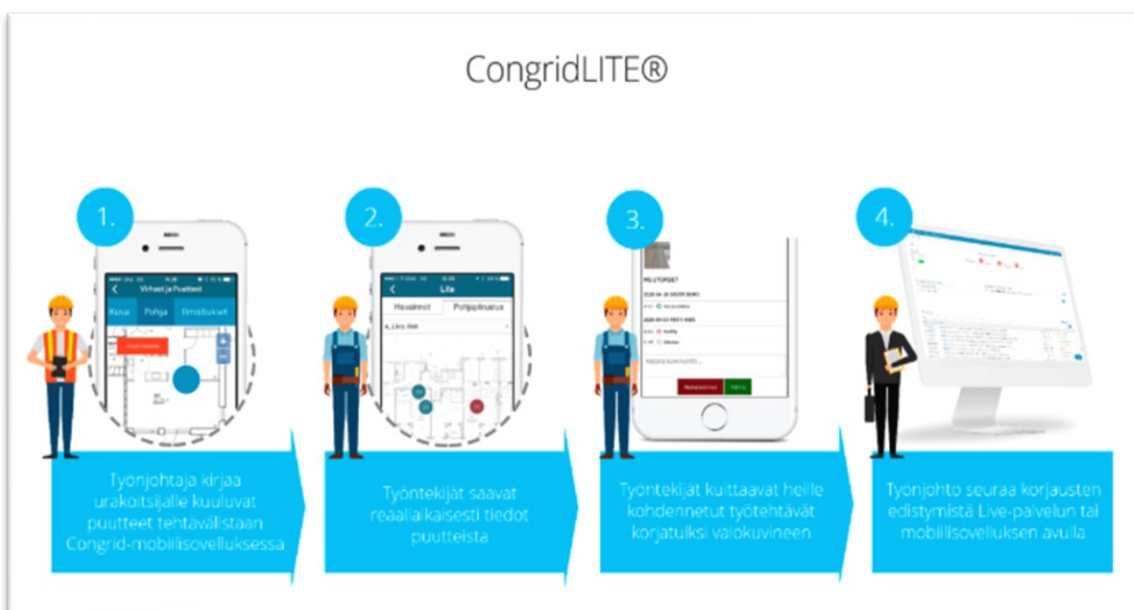 CongridLITE®
1.
Virheet ja Puutteet
Kuva Pohja Ilmoitukset
Työnjohtaja kirjaa
urakoitsijalle kuuluvat
puutteet tehtävälistaan
Congrid-mobiilisovelluksessa
2.
Lite
Havainnot Pohjapiirustus
Työntekijät saavat
reaaliaikaisesti tiedot
puutteista
3.
Työntekijät kuittaavat heille
kohdennetut työtehtävät
korjatuiksi valokuvineen
4.
Työnjohto seuraa korjausten
edistymistä Live-palvelun tai
mobiilisovelluksen avulla